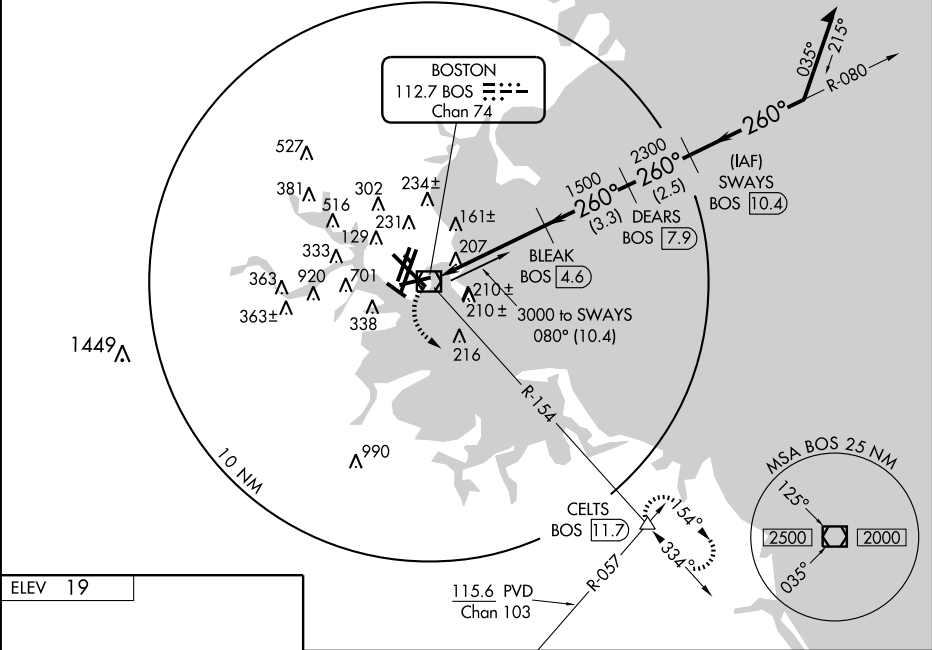 BOSTON
112.7 BOS
Chan 74
035°
215°
R-080
260°
(IAF)
SWAYS
BOS 10.4
2300
260°
(2.5)
DEARS
BOS 7.9
1500
260°
(3.3)
BLEAK
BOS 4.6
3000 to SWAYS
080° (10.4)
527
381
302
234±
516
231
161±
129
333
207
363
920
701
210±
363±
338
210±
216
1449
990
10 NM
R-154
CELTS
BOS 11.7
154°
334°
R-057
115.6 PVD
Chan 103
MSA BOS 25 NM
125°
2500
2000
035°
ELEV 19